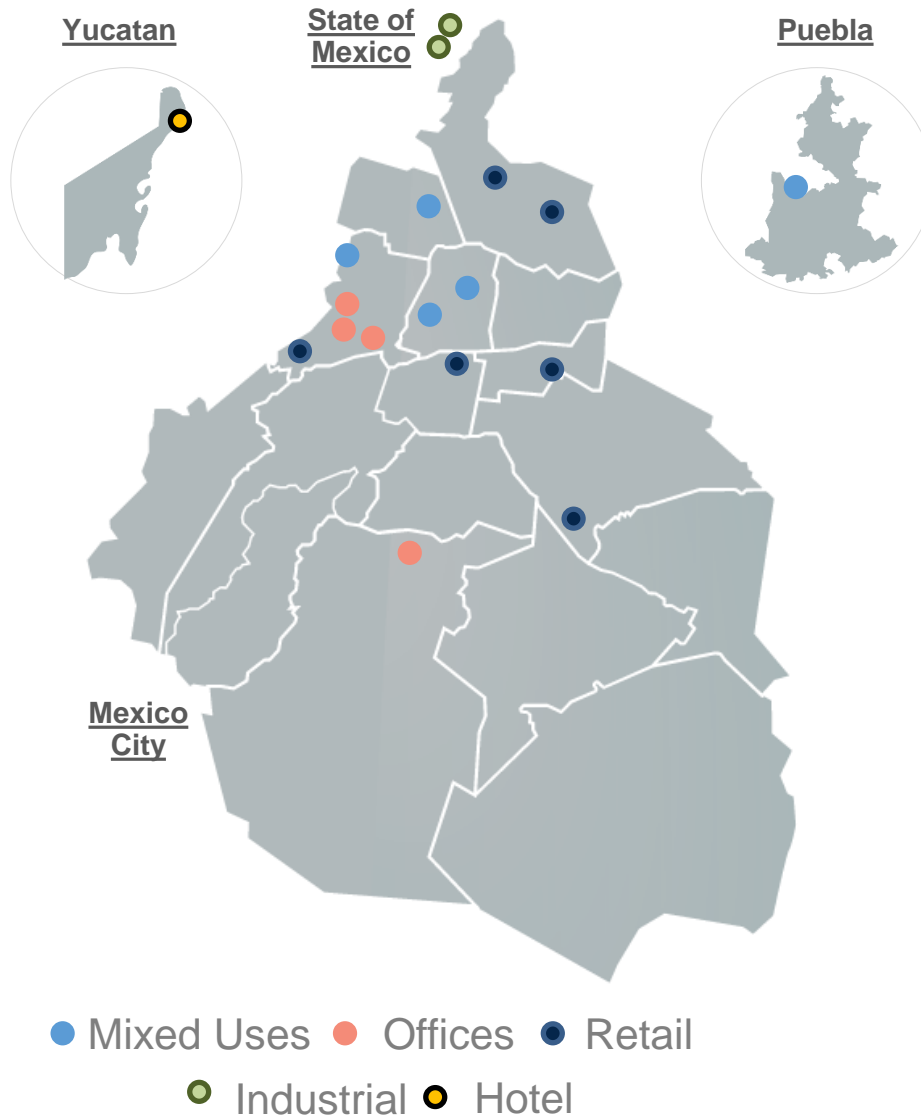 Yucatan
State of
Mexico
Puebla
Mexico
City
Mixed Uses
Offices
Retail
Industrial
Hotel